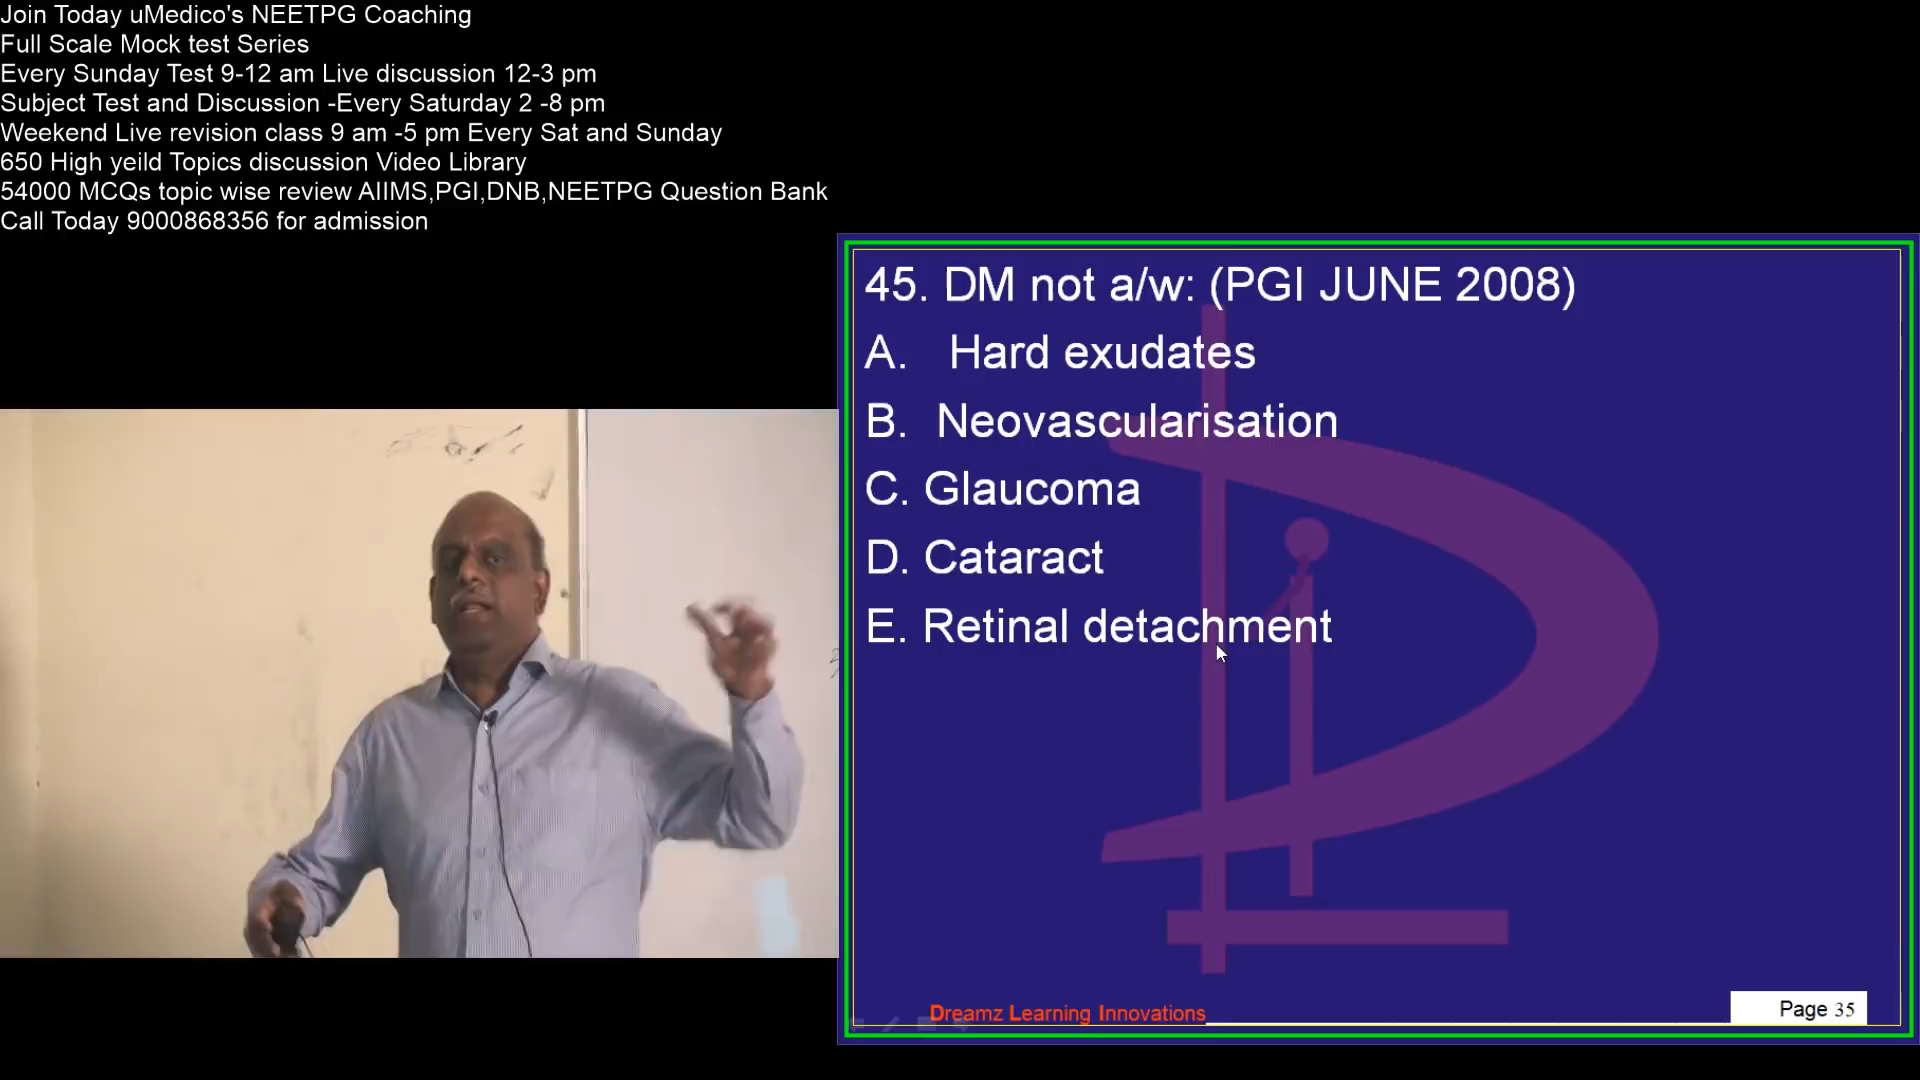 Join Today uMedico's NEETPG Coaching
Full Scale Mock test Series
Every Sunday Test 9-12 am Live discussion 12-3 pm
Subject Test and Discussion -Every Saturday 2 -8 pm
Weekend Live revision class 9 am -5 pm Every Sat and Sunday
650 High yeild Topics discussion Video Library
54000 MCQs topic wise review AIIMS,PGI,DNB,NEETPG Question Bank
Call Today 9000868356 for admission
45. DM not a/w: (PGI JUNE 2008)
A. Hard exudates
B. Neovascularisation
C. Glaucoma
D. Cataract
E. Retinal detachment
Dreamz Learning Innovations
Page 35